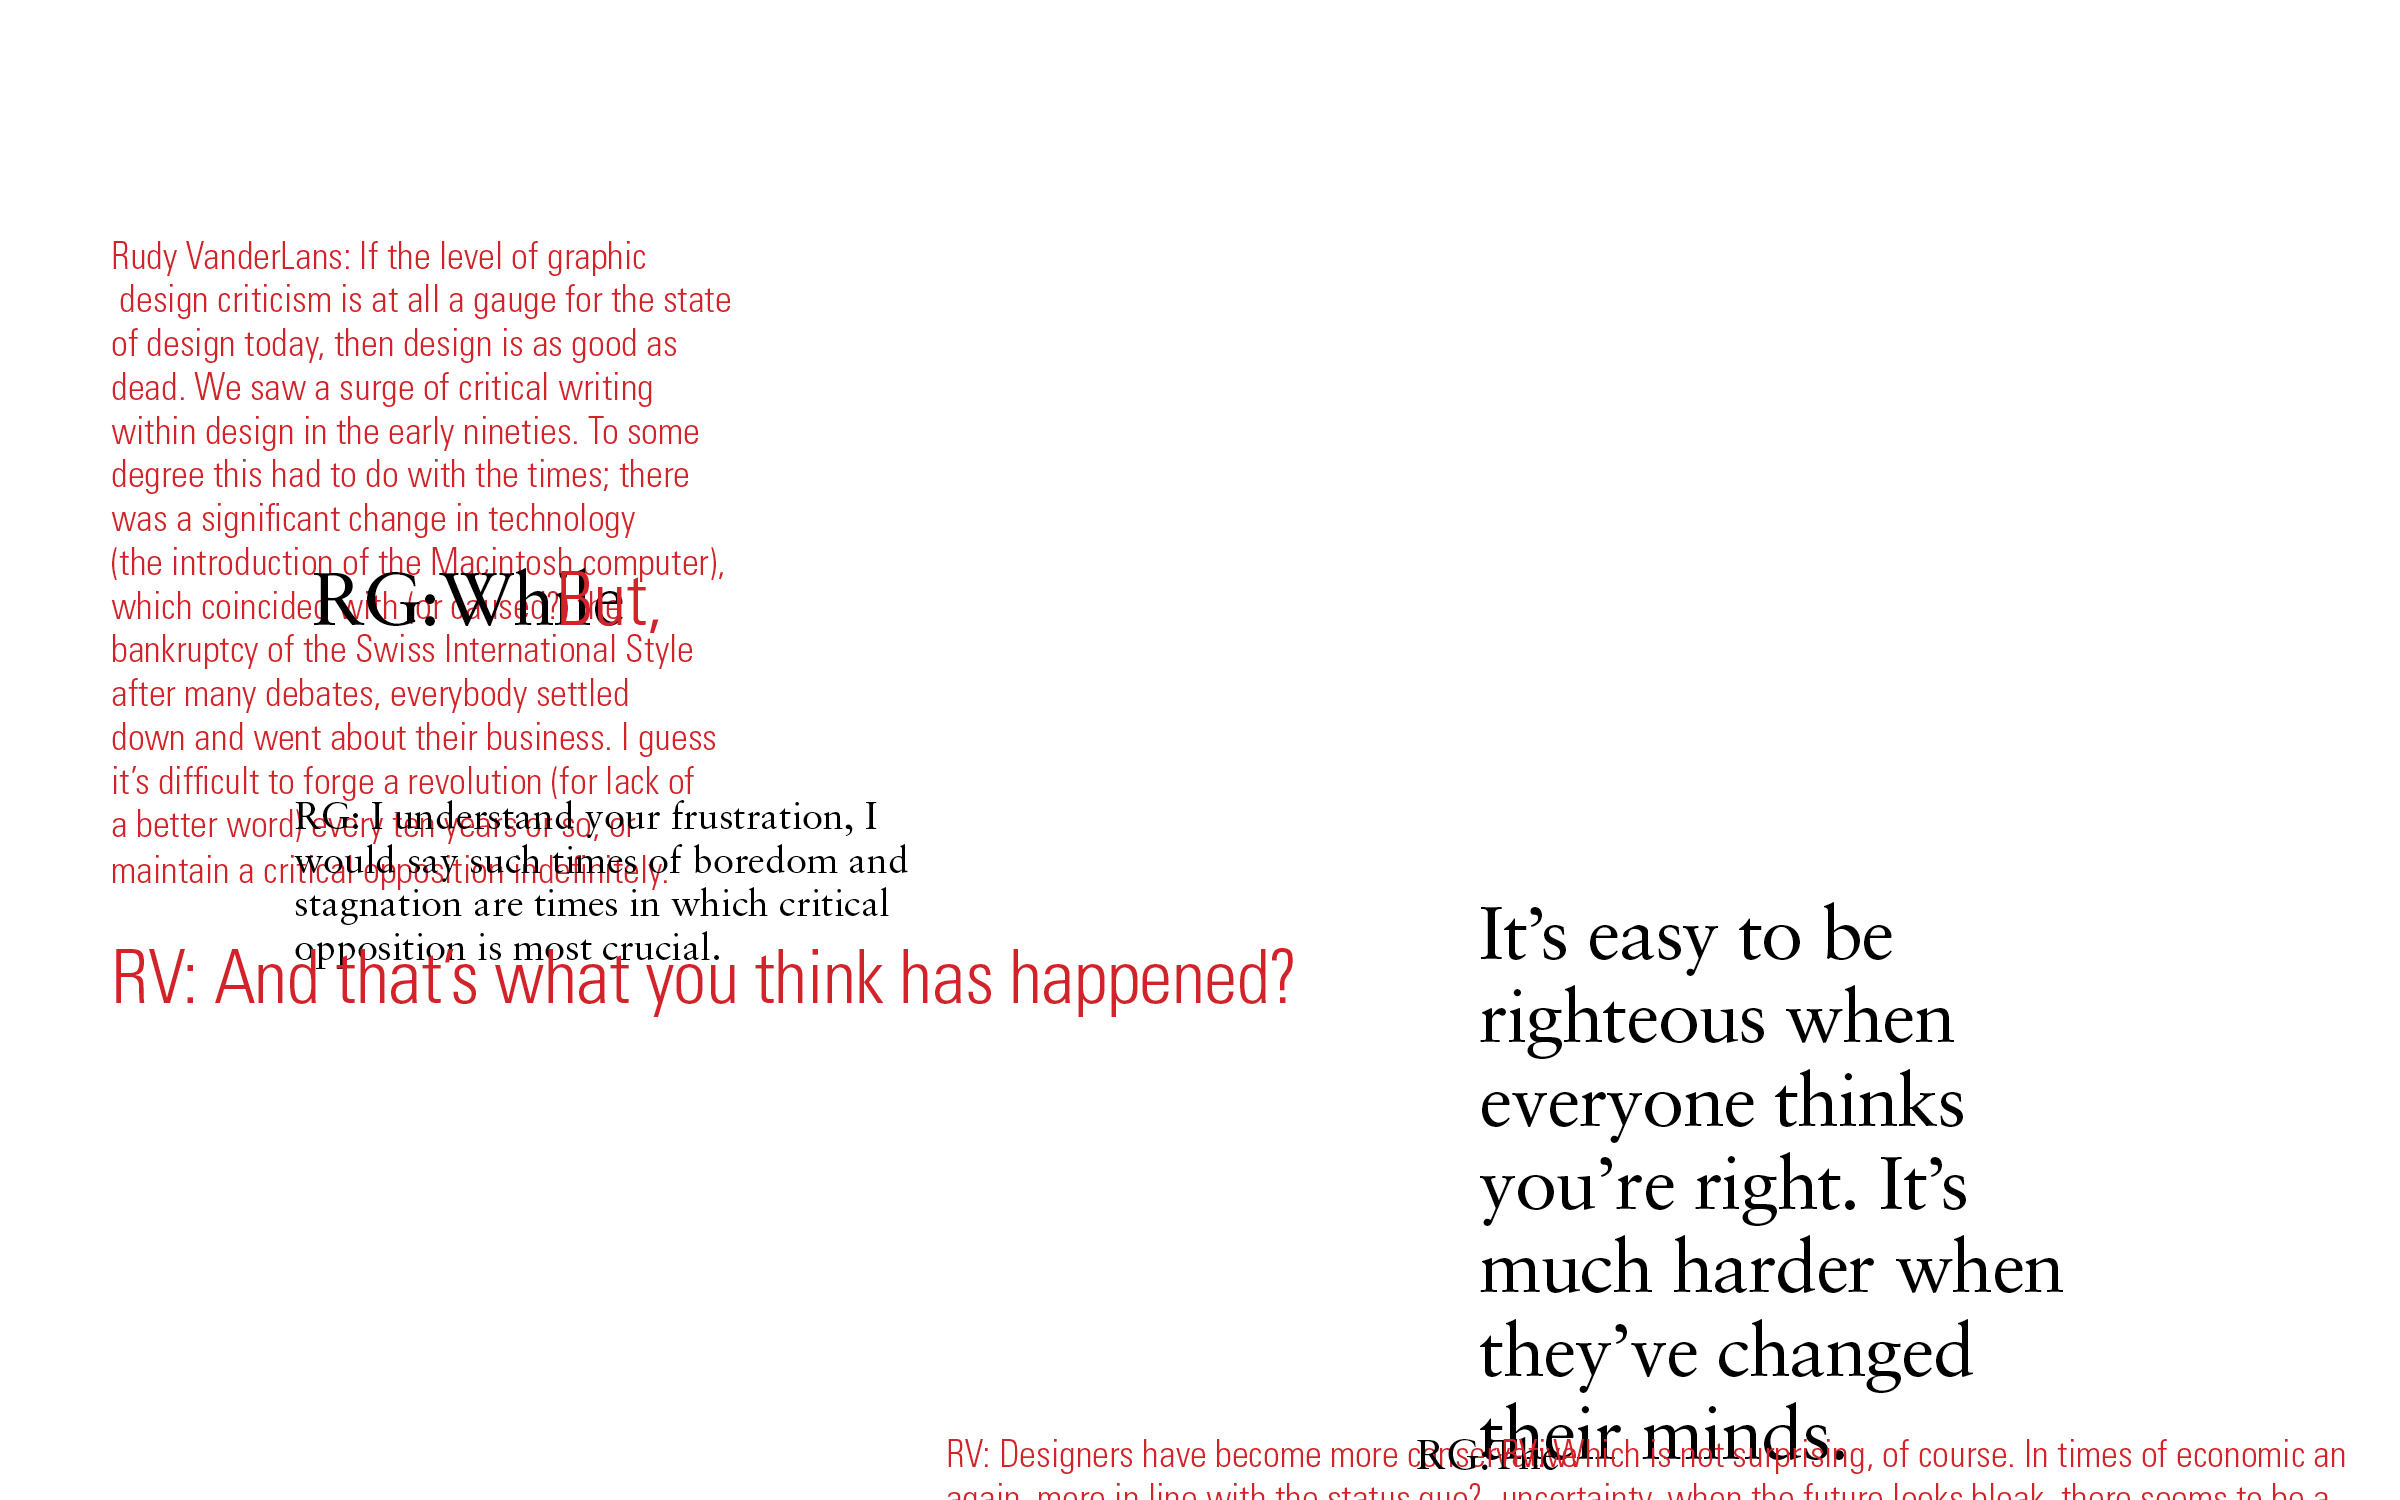 Rudy VanderLans: If the level of graphic
design criticism is at all a gauge for the state
of design today, then design is as good as
dead. We saw a surge of critical writing
within design in the early nineties. To some
degree this had to do with the times; there
was a significant change in technology
(the introduction of the Macintosh computer),
which coincided with (or caused?) the
bankruptcy of the Swiss International Style
after many debates, everybody settled
down and went about their business. I guess
it’s difficult to forge a revolution (for lack of
a better word) every ten years or so, or
maintain a critical opposition indefinitely.
RG: While
But,
RG: I understand your frustration, I
would say such times of boredom and
stagnation are times in which critical
opposition is most crucial.
RV: And that’s what you think has happened?
It’s easy to be
righteous when
everyone thinks
you’re right. It’s
much harder when
they’ve changed
their minds.
RV: Designers have become more conservative
again, more in line with the status quo?
RG: The
RV: Which is not surprising, of course. In times of economic an
uncertainty, when the future looks bleak, there seems to be a